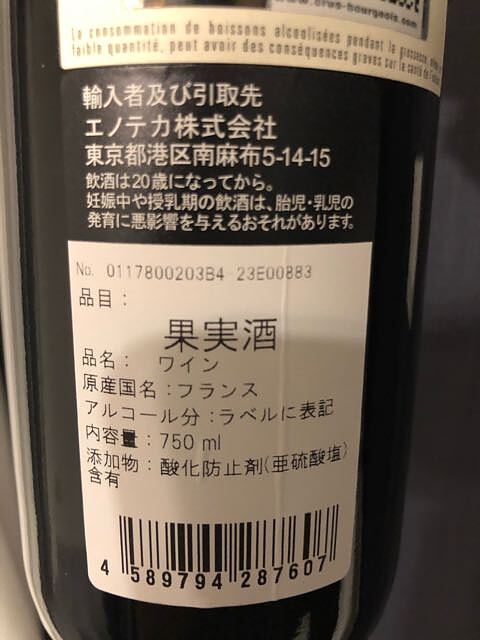 www.crus-bourgeois.com
La consommation de boissons alcoolisées pendant la grossesse,
faible quantité, peut avoir des conséquences graves sur la santé de l'
輸入者及び引取先
エノテカ株式会社
東京都港区南麻布5-14-15
飲酒は20歳になってから。
妊娠中や授乳期の飲酒は、胎児・乳児の
発育に悪影響を与えるおそれがあります。
No. 0117800203B4 23E00883
品目:
果実酒
品名: ワイン
原産国名:フランス
アルコール分:ラベルに表記
内容量:750 ml
添加物:酸化防止剤(亜硫酸塩)
含有
4 589794 287607